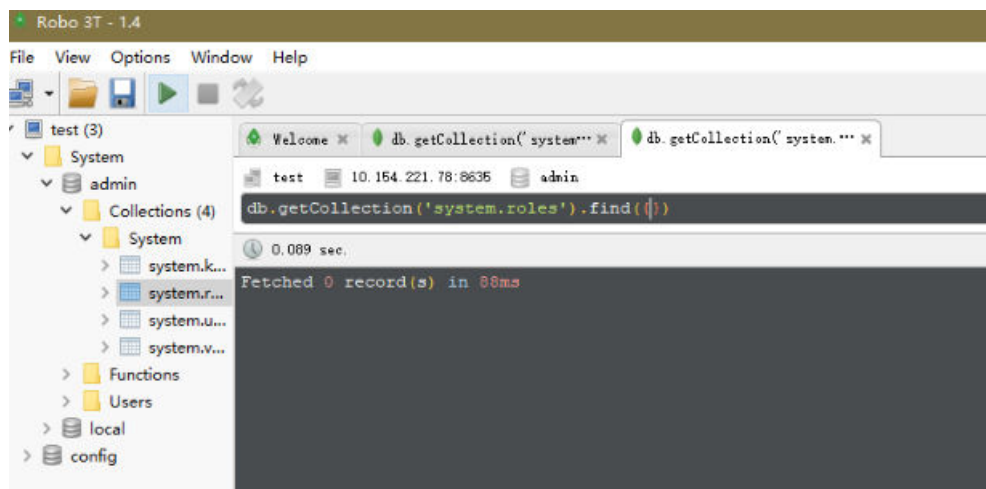 Robo 3T - 1.4
File View Options Window Help
test (3)
System
admin
Collections (4)
System
system.k...
system.r...
system.u...
system.v...
Functions
Users
local
config
Welcome db.getCollection('system··· db.getCollection('system.···
test 10.154.221.78:8635 admin
db.getCollection('system.roles').find({})
0.089 sec.
Fetched 0 record(s) in 88ms